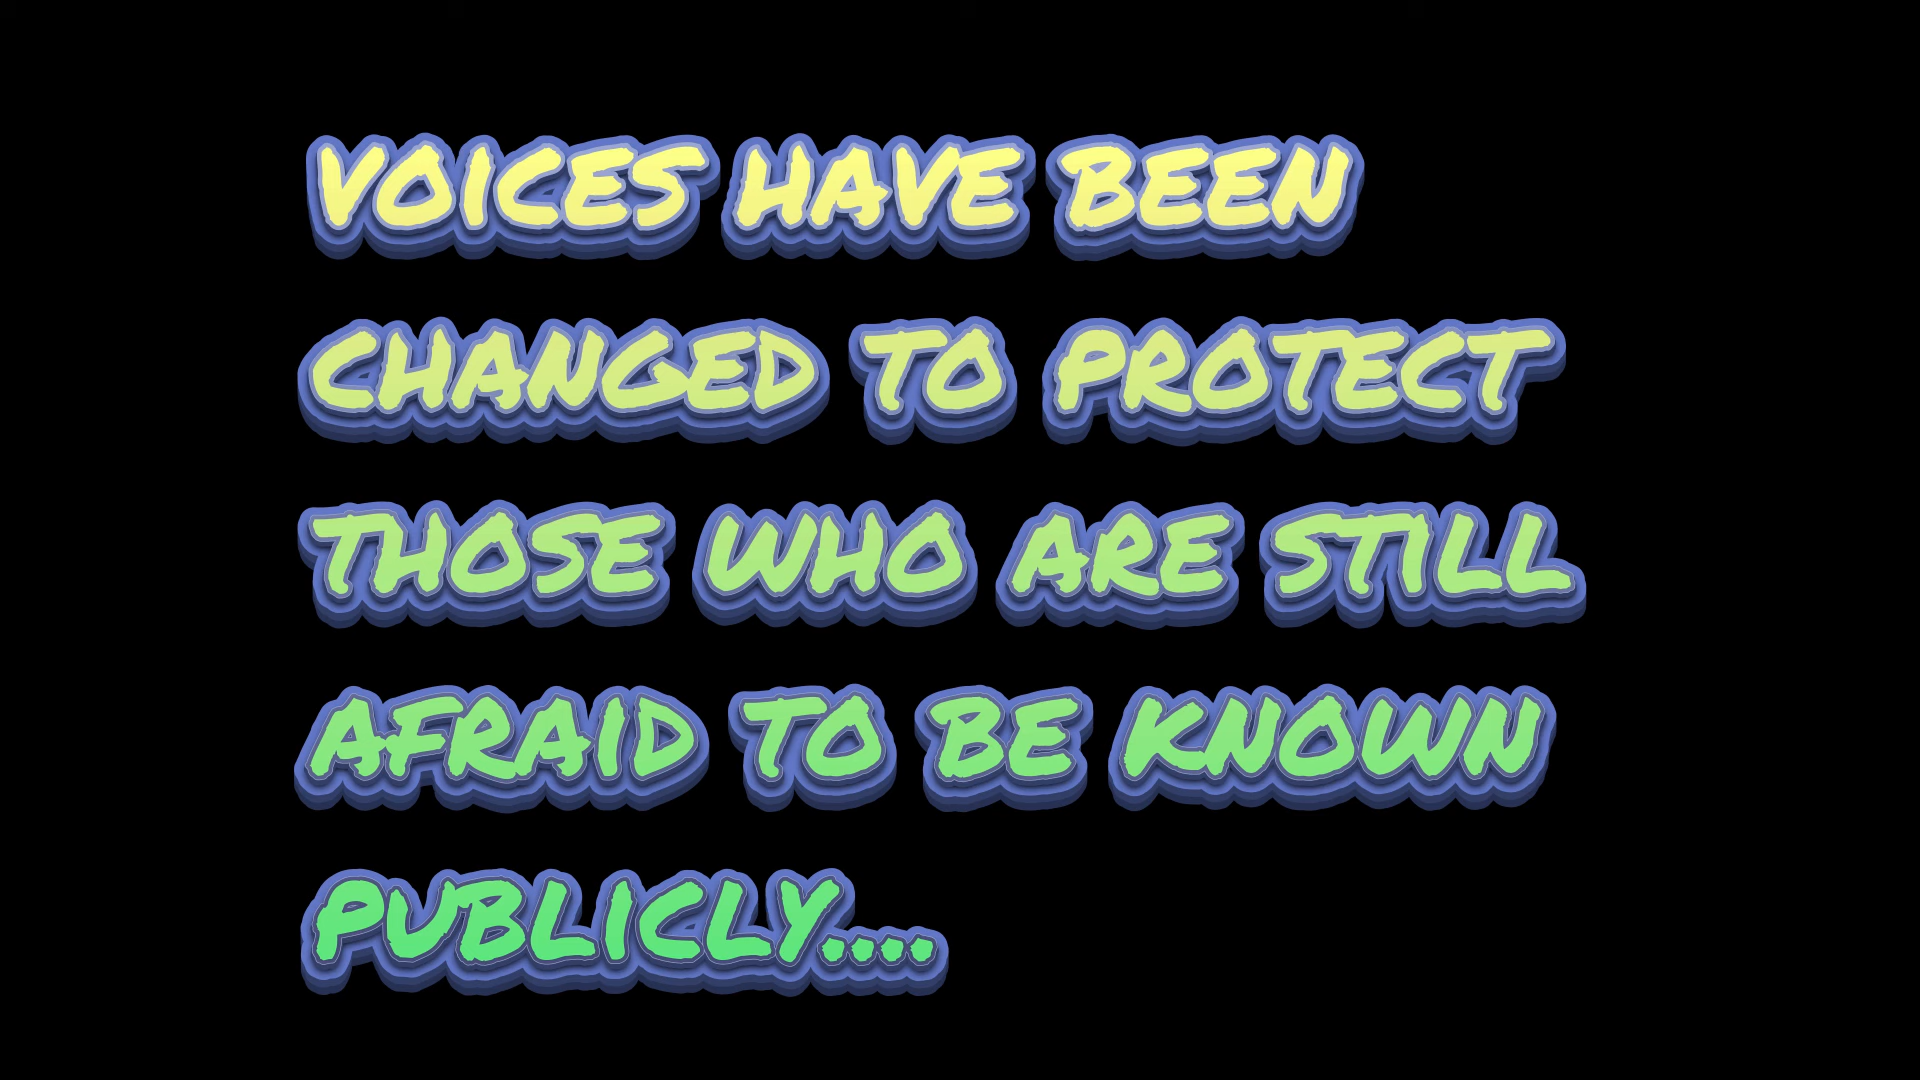 VOICES HAVE BEEN
CHANGED TO PROTECT
THOSE WHO ARE STILL
AFRAID TO BE KNOWN
PUBLICLY....